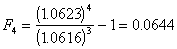 F₄ = (1.0623)⁴ / (1.0616)³ − 1 = 0.0644